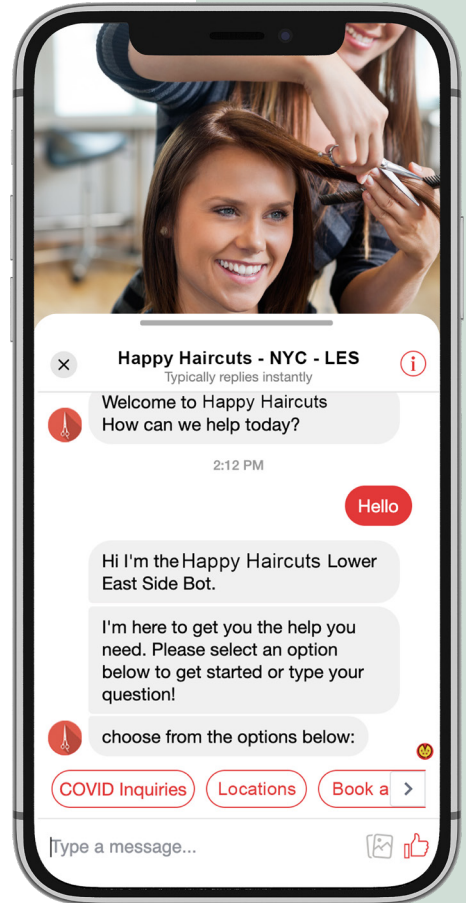 Happy Haircuts - NYC - LES
Typically replies instantly
Welcome to Happy Haircuts
How can we help today?
2:12 PM
Hello
Hi I'm the Happy Haircuts Lower
East Side Bot.
I'm here to get you the help you
need. Please select an option
below to get started or type your
question!
choose from the options below:
COVID Inquiries
Locations
Book a
Type a message...